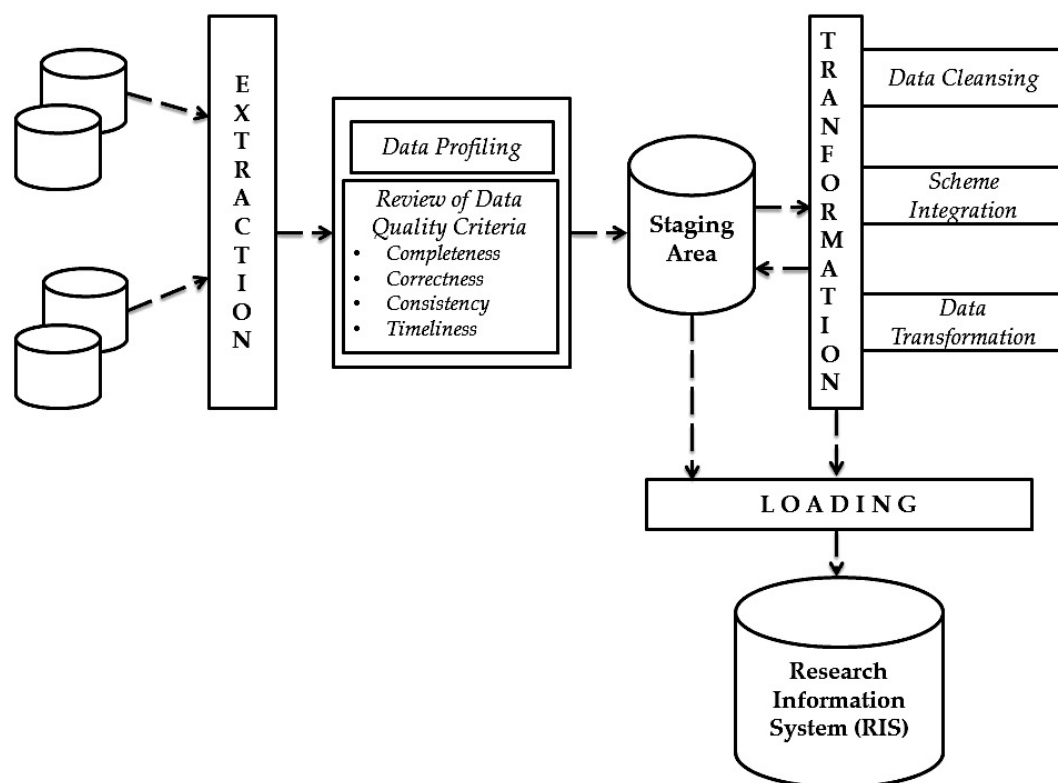 EXTRACTION
Data Profiling
Review of Data
Quality Criteria
• Completeness
• Correctness
• Consistency
• Timeliness
Staging
Area
TRANFORMATION
Data Cleansing
Scheme
Integration
Data
Transformation
LOADING
Research
Information
System (RIS)